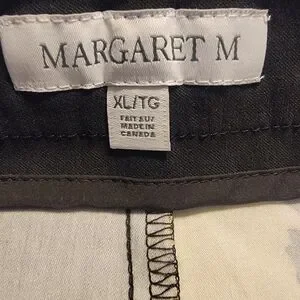 MARGARET M
XL/TG
FAIT AU/
MADE IN
CANADA